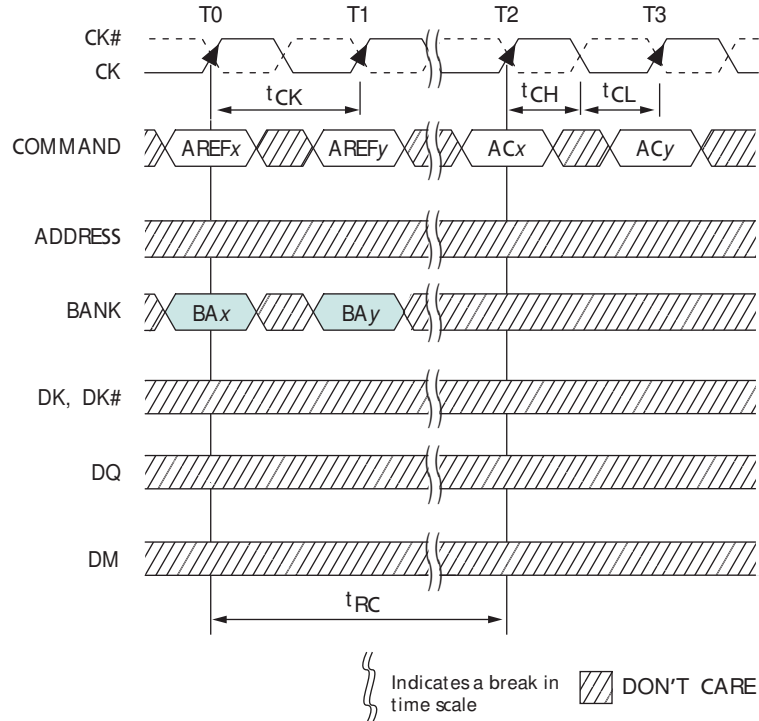 T0 T1 T2 T3
CK#
CK
tCK tCH tCL
COMMAND AREFx AREFy ACx ACy
ADDRESS
BANK BAx BAy
DK, DK#
DQ
DM
tRC
Indicates a break in
time scale
DON'T CARE